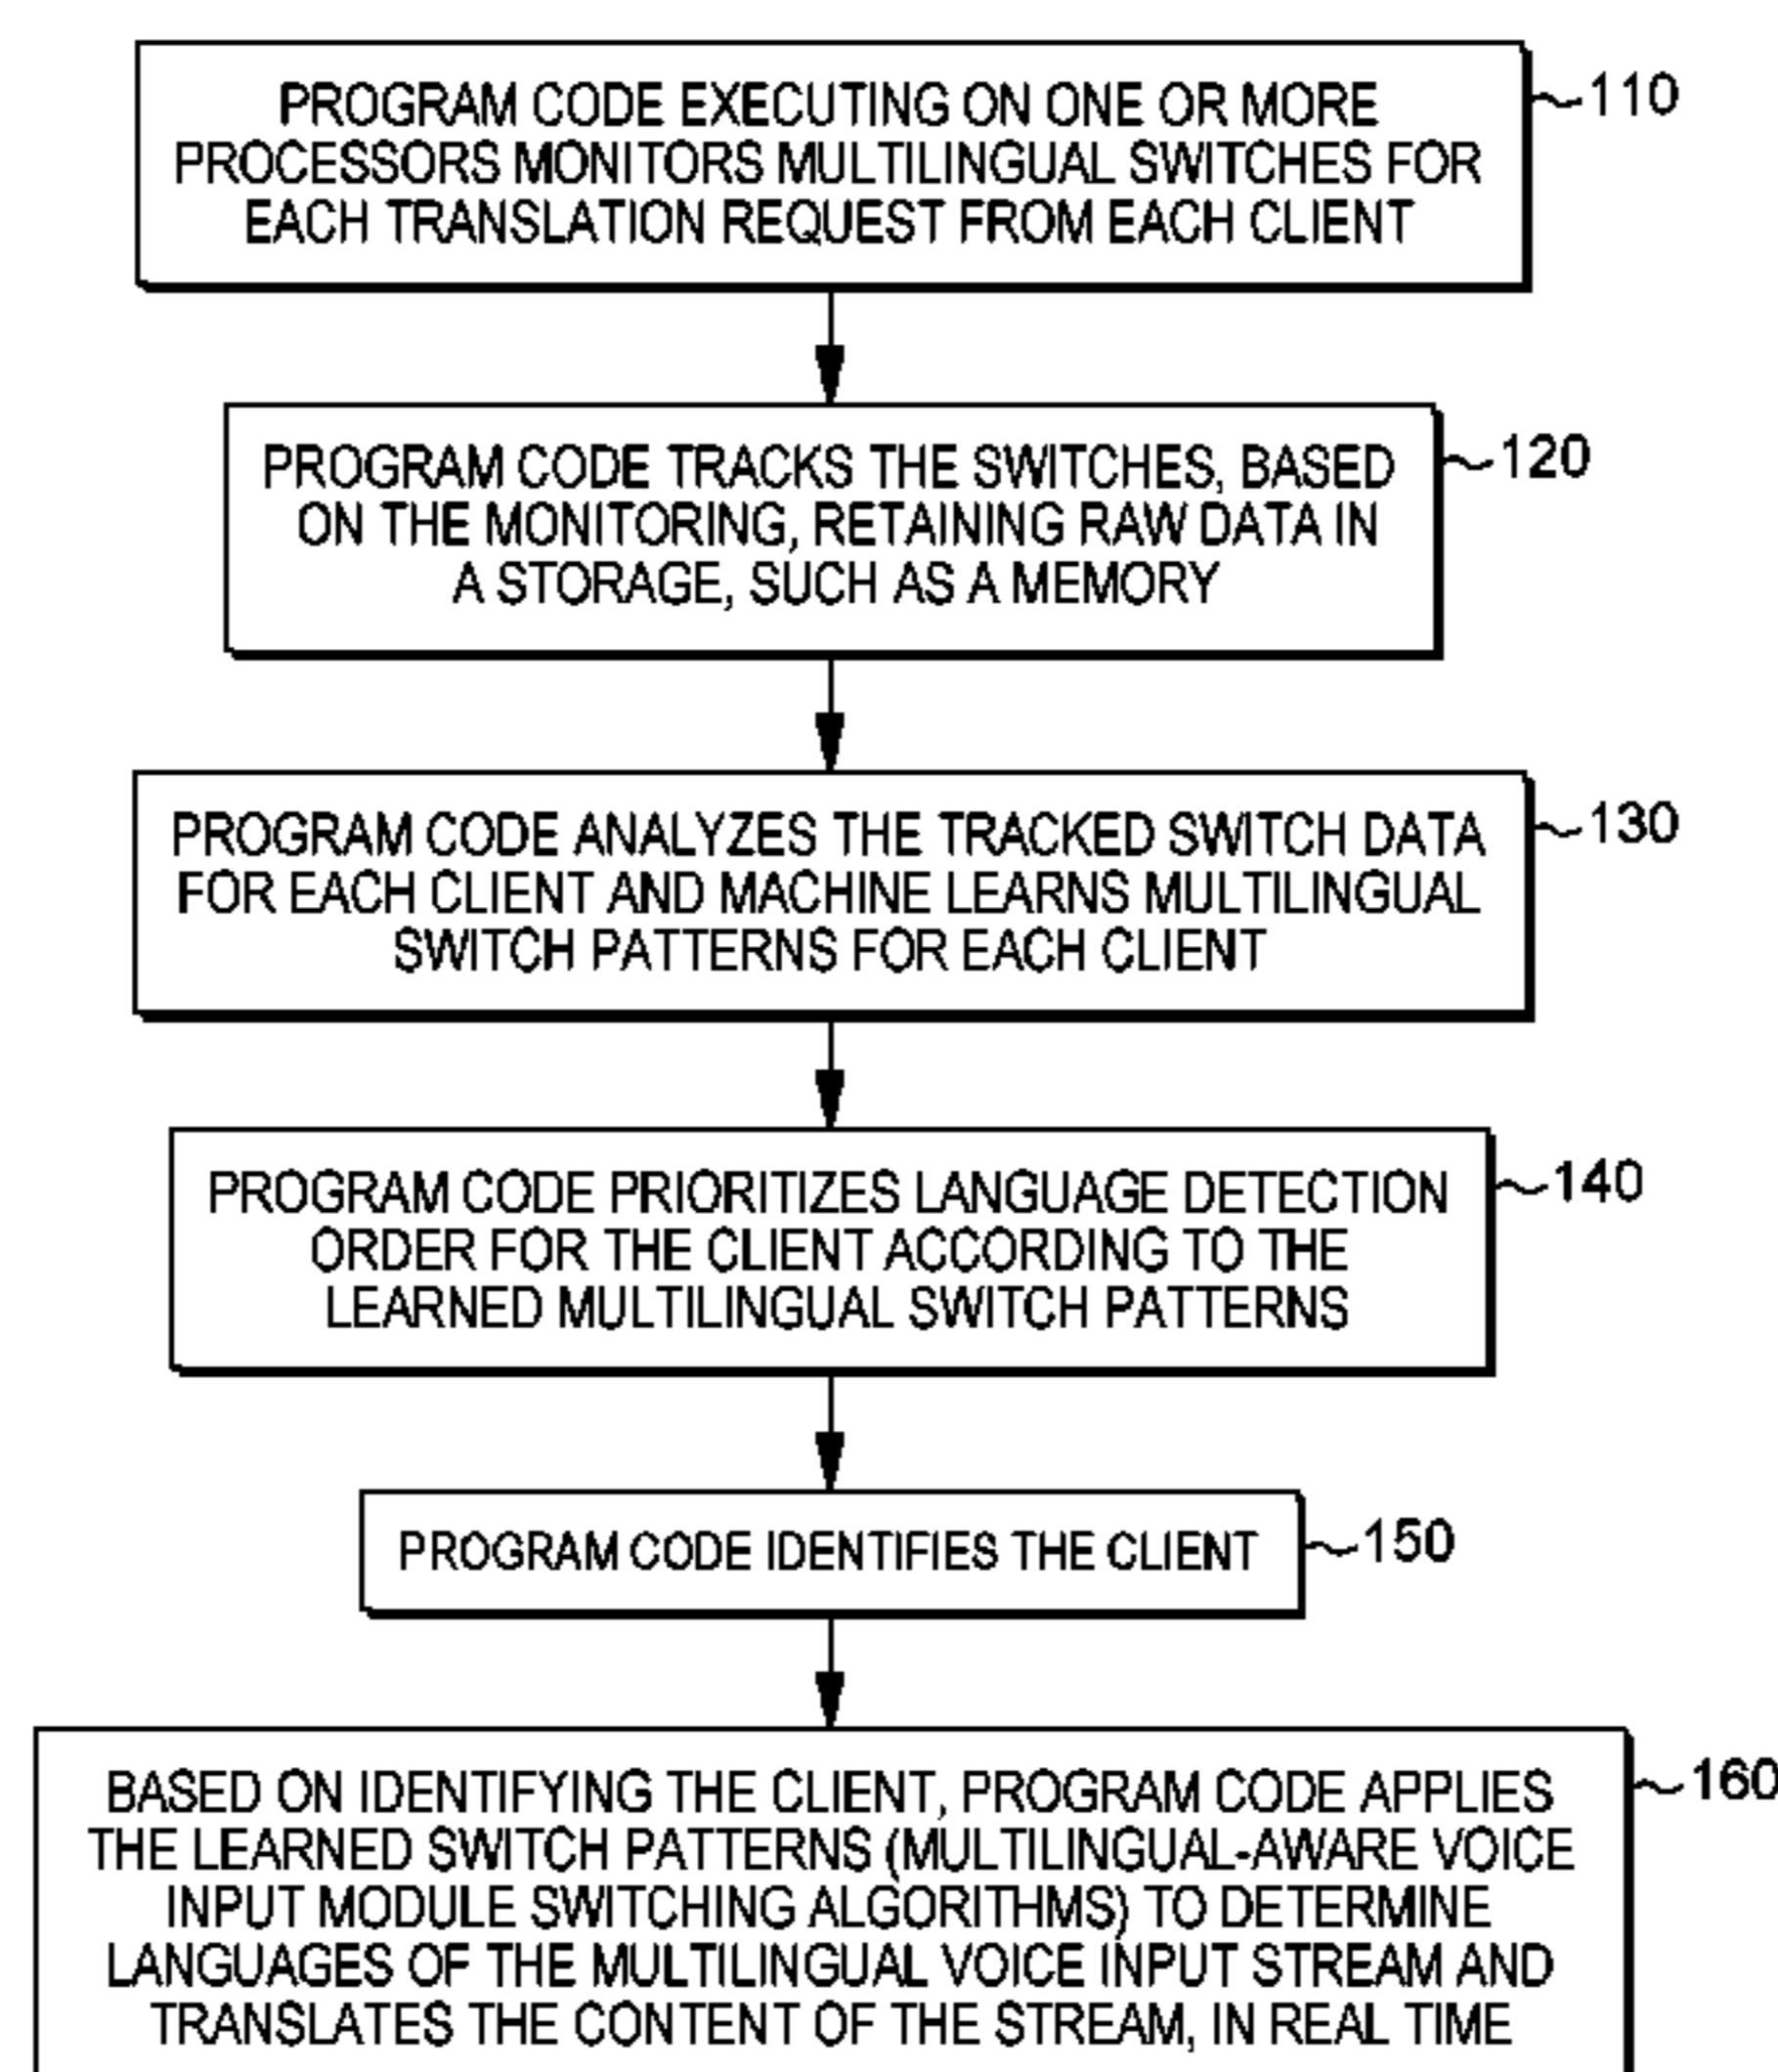 PROGRAM CODE EXECUTING ON ONE OR MORE
PROCESSORS MONITORS MULTILINGUAL SWITCHES FOR
EACH TRANSLATION REQUEST FROM EACH CLIENT
110
PROGRAM CODE TRACKS THE SWITCHES, BASED
ON THE MONITORING, RETAINING RAW DATA IN
A STORAGE, SUCH AS A MEMORY
120
PROGRAM CODE ANALYZES THE TRACKED SWITCH DATA
FOR EACH CLIENT AND MACHINE LEARNS MULTILINGUAL
SWITCH PATTERNS FOR EACH CLIENT
130
PROGRAM CODE PRIORITIZES LANGUAGE DETECTION
ORDER FOR THE CLIENT ACCORDING TO THE
LEARNED MULTILINGUAL SWITCH PATTERNS
140
PROGRAM CODE IDENTIFIES THE CLIENT
150
BASED ON IDENTIFYING THE CLIENT, PROGRAM CODE APPLIES
THE LEARNED SWITCH PATTERNS (MULTILINGUAL-AWARE VOICE
INPUT MODULE SWITCHING ALGORITHMS) TO DETERMINE
LANGUAGES OF THE MULTILINGUAL VOICE INPUT STREAM AND
TRANSLATES THE CONTENT OF THE STREAM, IN REAL TIME
160